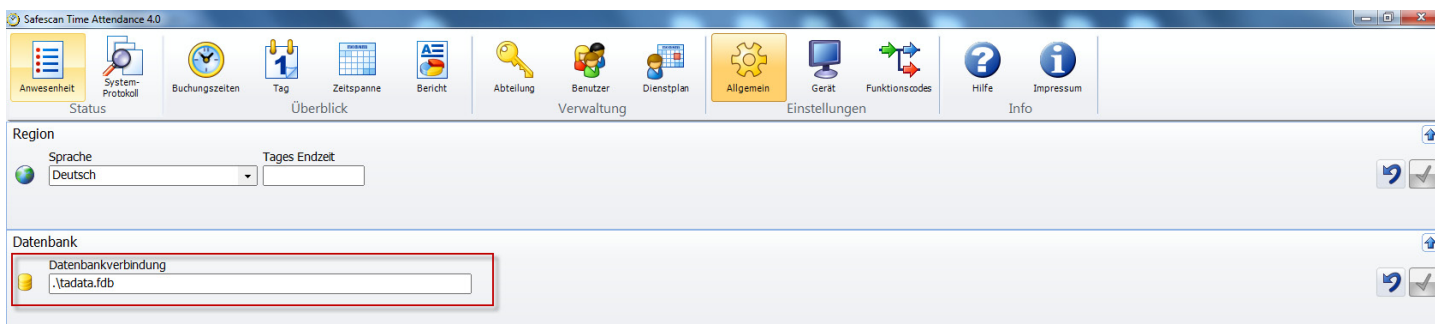 Safescan Time Attendance 4.0
Anwesenheit
System-
Protokoll
Buchungszeiten
Tag
Zeitspanne
Bericht
Abteilung
Benutzer
Dienstplan
Allgemein
Gerät
Funktionscodes
Hilfe
Impressum
Status
Überblick
Verwaltung
Einstellungen
Info
Region
Sprache
Tages Endzeit
Deutsch
Datenbank
Datenbankverbindung
.\tadata.fdb